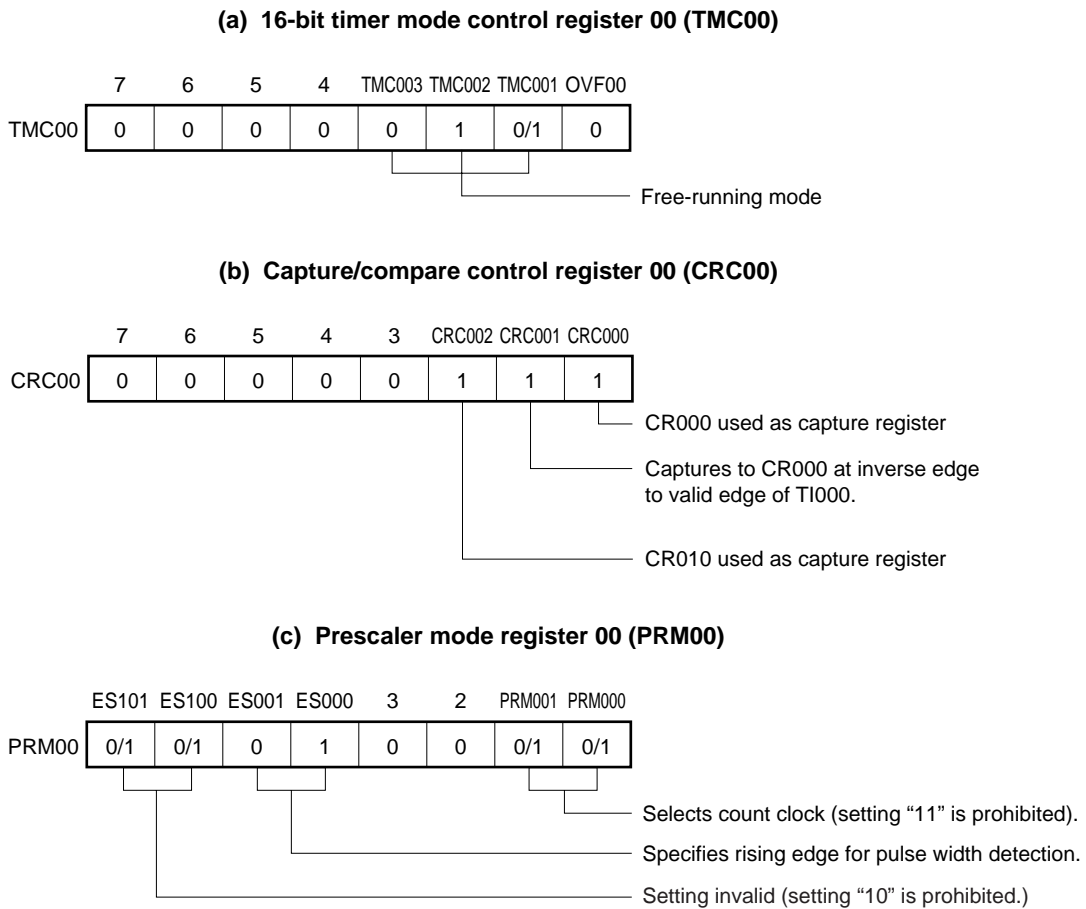 (a) 16-bit timer mode control register 00 (TMC00)
7 6 5 4 TMC003 TMC002 TMC001 OVF00
TMC00 0 0 0 0 0 1 0/1 0
Free-running mode
(b) Capture/compare control register 00 (CRC00)
7 6 5 4 3 CRC002 CRC001 CRC000
CRC00 0 0 0 0 0 1 1 1
CR000 used as capture register
Captures to CR000 at inverse edge
to valid edge of TI000.
CR010 used as capture register
(c) Prescaler mode register 00 (PRM00)
ES101 ES100 ES001 ES000 3 2 PRM001 PRM000
PRM00 0/1 0/1 0 1 0 0 0/1 0/1
Selects count clock (setting “11” is prohibited).
Specifies rising edge for pulse width detection.
Setting invalid (setting “10” is prohibited.)